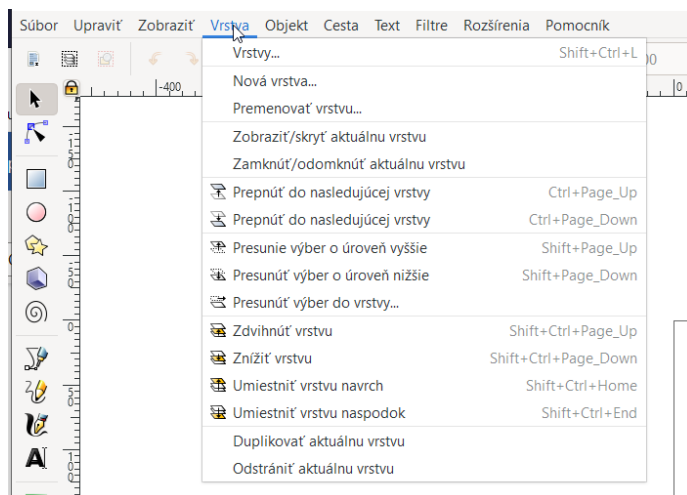 Súbor Upraviť Zobraziť Vrstva Objekt Cesta Text Filtre Rozšírenia Pomocník
Vrstvy... Shift+Ctrl+L
Nová vrstva...
Premenovať vrstvu...
Zobraziť/skryť aktuálnu vrstvu
Zamknúť/odomknúť aktuálnu vrstvu
Prepnúť do nasledujúcej vrstvy Ctrl+Page_Up
Prepnúť do nasledujúcej vrstvy Ctrl+Page_Down
Presunie výber o úroveň vyššie Shift+Page_Up
Presunúť výber o úroveň nižšie Shift+Page_Down
Presunúť výber do vrstvy...
Zdvihnúť vrstvu Shift+Ctrl+Page_Up
Znížiť vrstvu Shift+Ctrl+Page_Down
Umiestniť vrstvu navrch Shift+Ctrl+Home
Umiestniť vrstvu naspodok Shift+Ctrl+End
Duplikovať aktuálnu vrstvu
Odstrániť aktuálnu vrstvu
-400
0